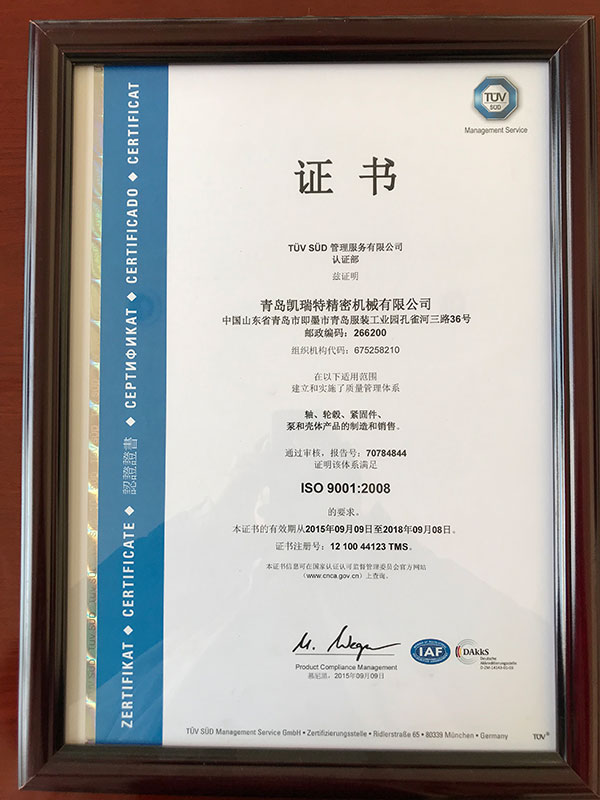 TÜV
SÜD
Management Service
ZERTIFIKAT ◆ CERTIFICATE ◆ 認證證書 ◆ СЕРТИФИКАТ ◆ CERTIFICADO ◆ CERTIFICAT
证书
TÜV SÜD 管理服务有限公司
认证部
兹证明
青岛凯瑞特精密机械有限公司
中国山东省青岛市即墨市青岛服装工业园孔雀河三路36号
邮政编码：266200
组织机构代码：675258210
在以下适用范围
建立和实施了质量管理体系
轴、轮毂、紧固件、
泵和壳体产品的制造和销售。
通过审核，报告号：70784844
证明该体系满足
ISO 9001:2008
的要求。
本证书的有效期从2015年09月09日至2018年09月08日。
证书注册号：12 100 44123 TMS。
本证书信息可在国家认证认可监督管理委员会官方网站
（www.cnca.gov.cn）上查询。
Product Compliance Management
慕尼黑，2015年09月09日
IAF
DAkkS
Deutsche
Akkreditierungsstelle
D-ZM-14143-01-00
TÜV SÜD Management Service GmbH • Zertifizierungsstelle • Ridlerstraße 65 • 80339 München • Germany
TÜV®